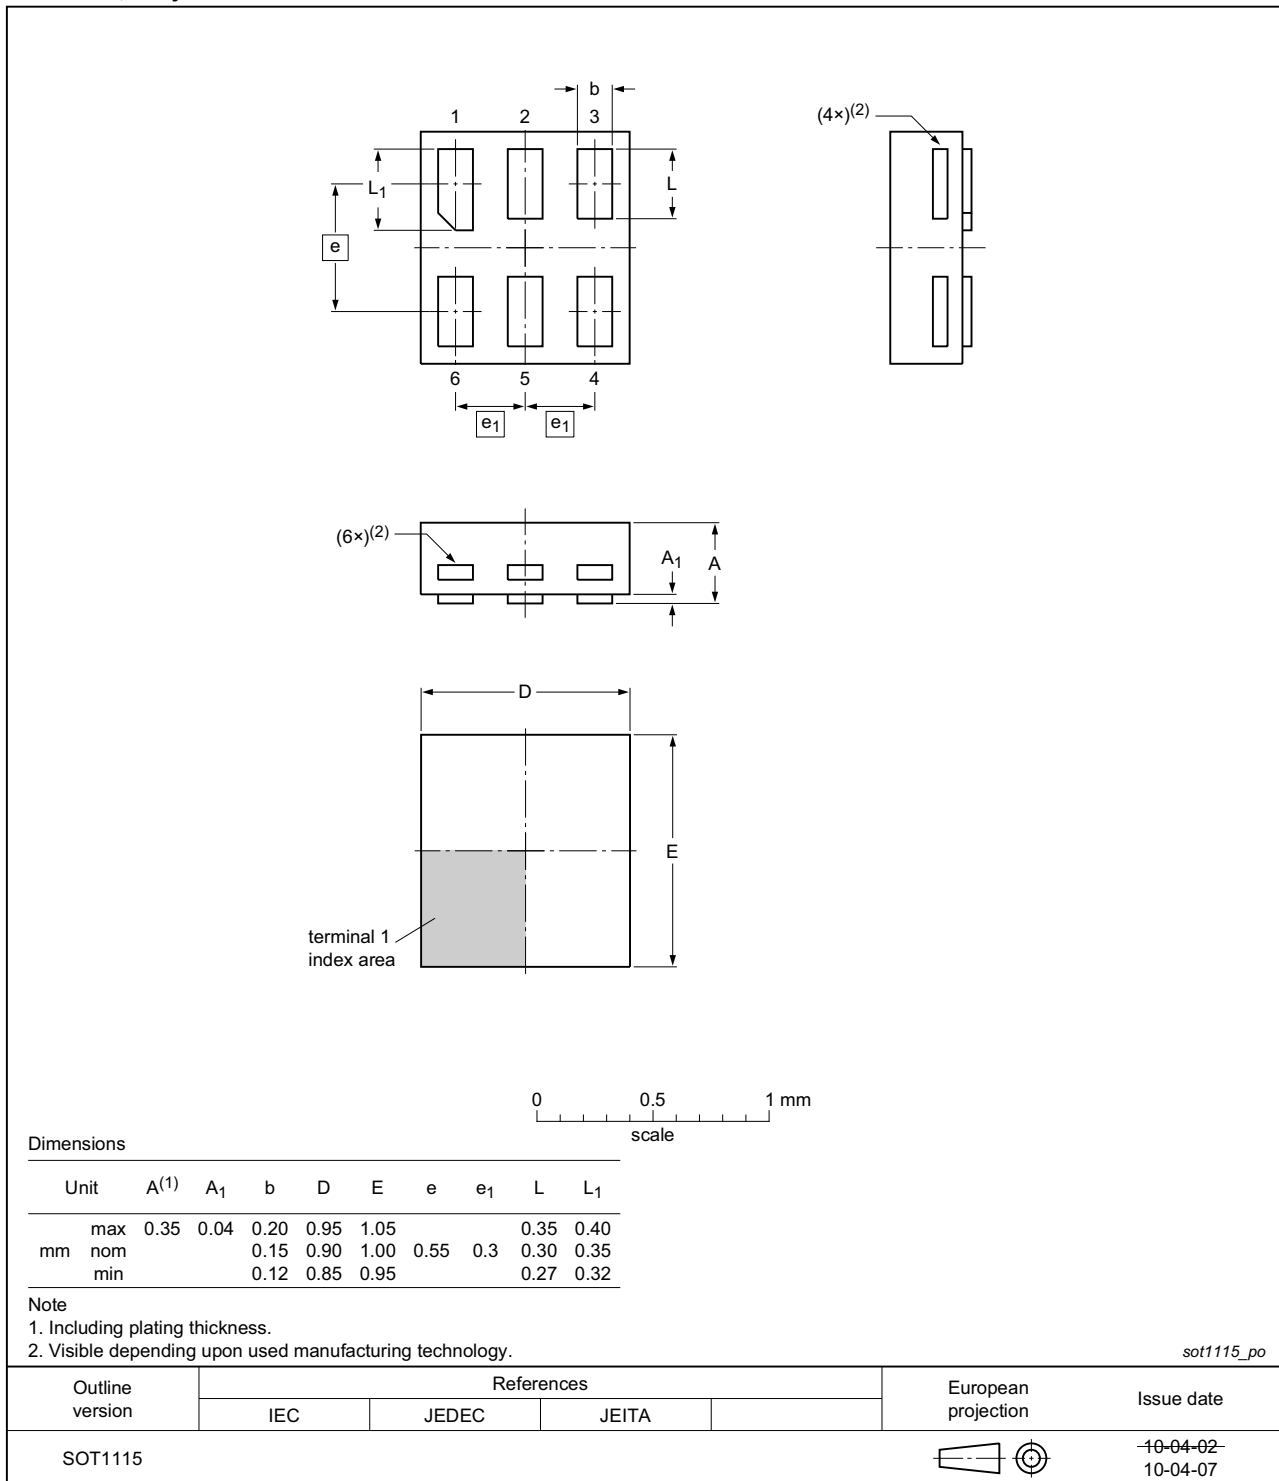 b
1 2 3
(4×)(2)
L1
L
e
6 5 4
e1 e1
(6×)(2)
A1
A
D
E
terminal 1
index area
0 0.5 1 mm
scale
Dimensions
Unit A(1) A1 b D E e e1 L L1
max 0.35 0.04 0.20 0.95 1.05 0.35 0.40
mm nom 0.15 0.90 1.00 0.55 0.3 0.30 0.35
min 0.12 0.85 0.95 0.27 0.32
Note
1. Including plating thickness.
2. Visible depending upon used manufacturing technology.
sot1115_po
Outline
version
References
IEC JEDEC JEITA
European
projection
Issue date
SOT1115
10-04-02
10-04-07